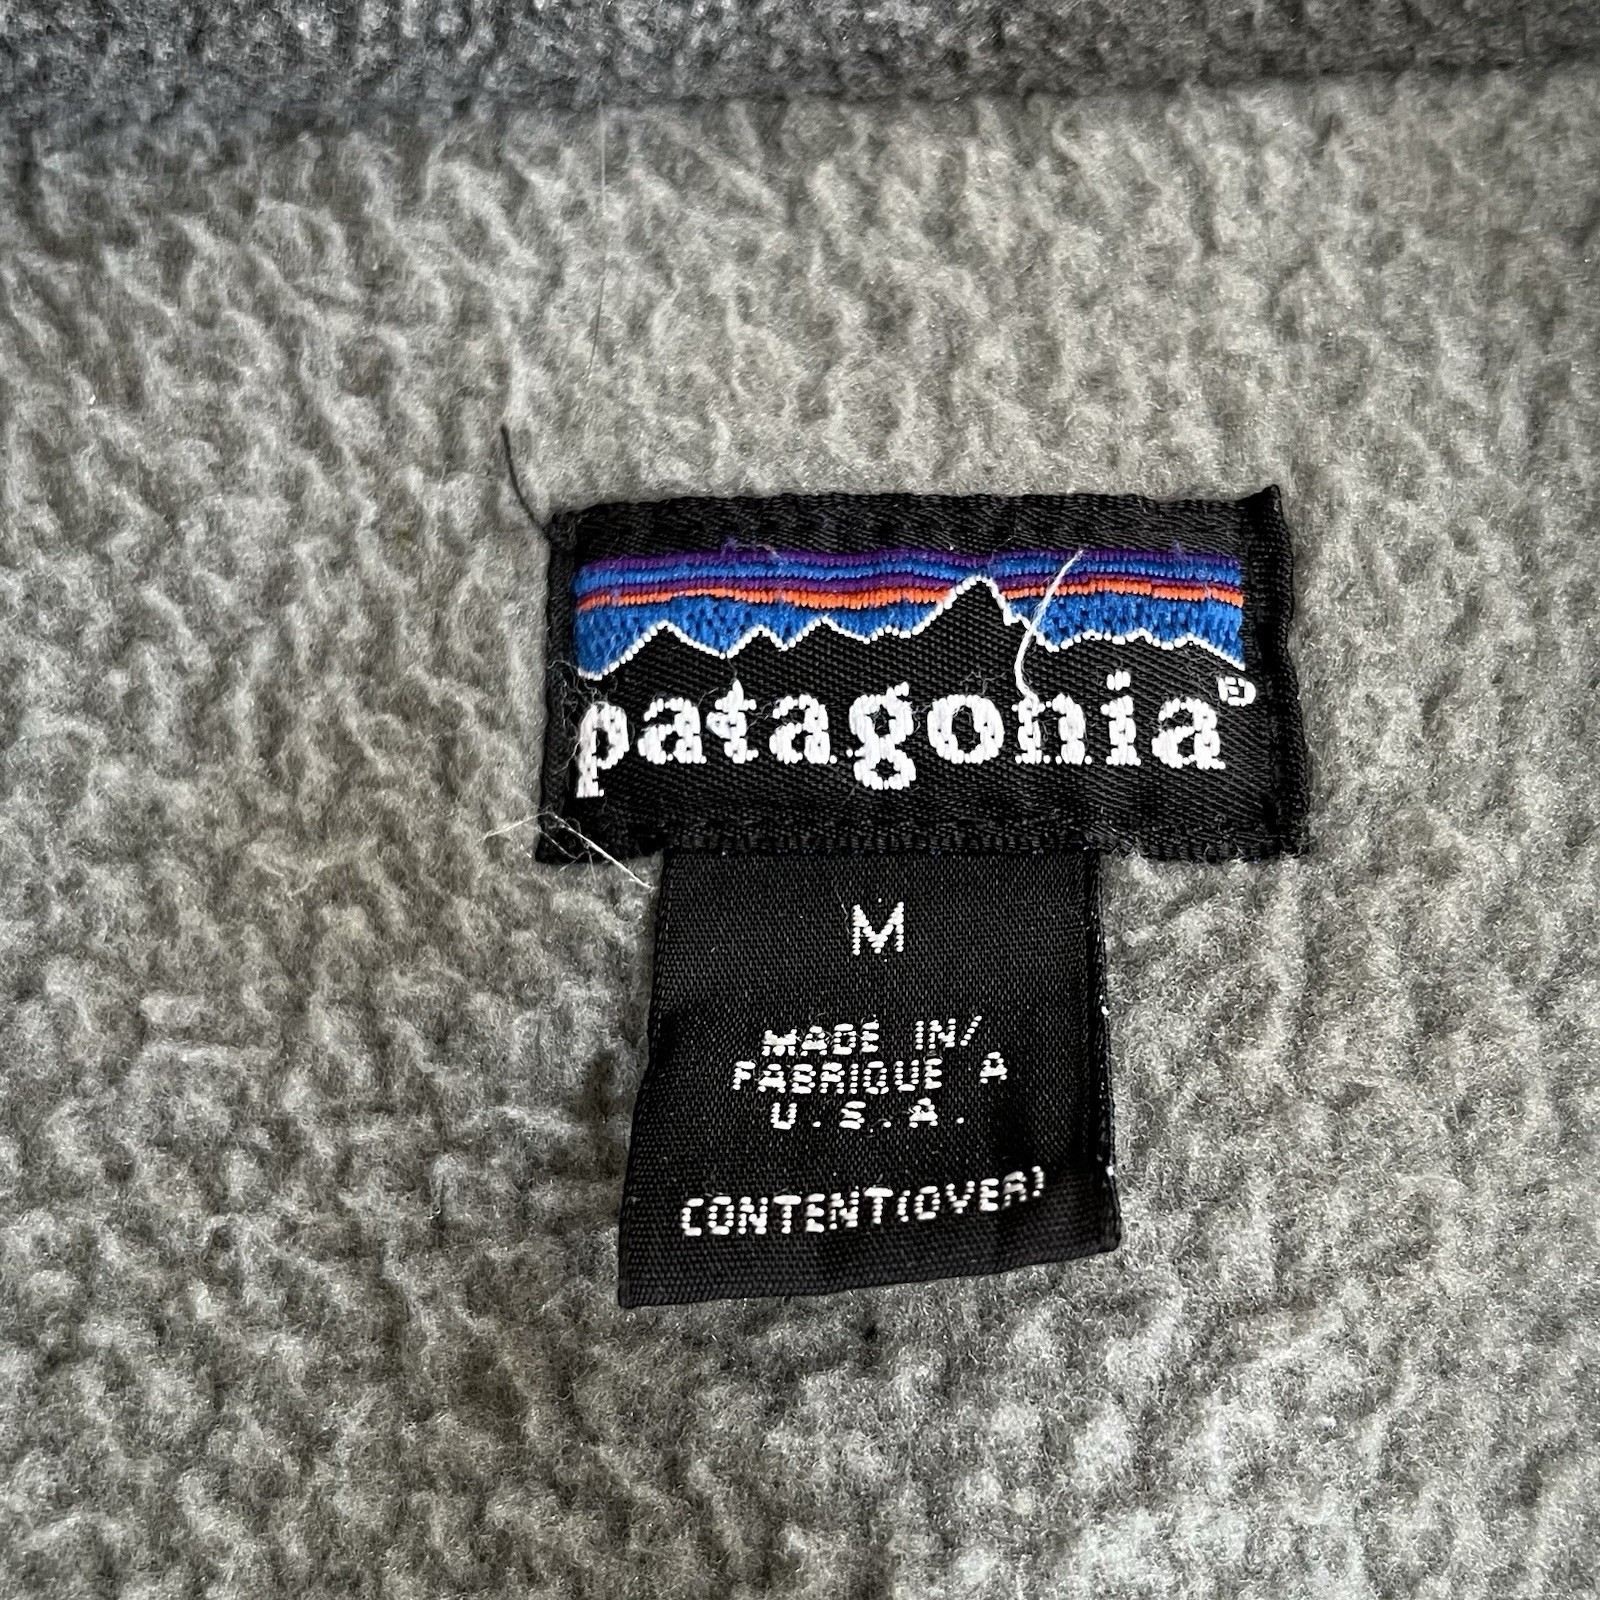 patagonia®
M
MADE IN/
FABRIQUE A
U.S.A.
CONTENT(OVER)